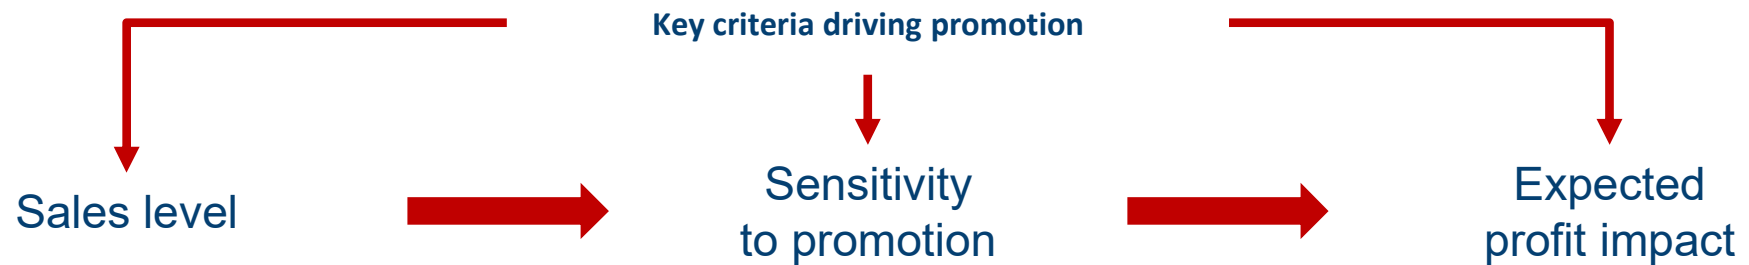 Key criteria driving promotion
Sales level
Sensitivity
to promotion
Expected
profit impact